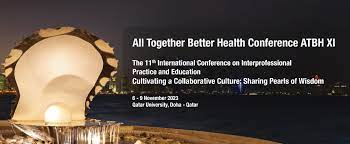 All Together Better Health Conference ATBH XI
The 11th International Conference on Interprofessional
Practice and Education
Cultivating a Collaborative Culture; Sharing Pearls of Wisdom
6 - 9 November 2023
Qatar University, Doha - Qatar